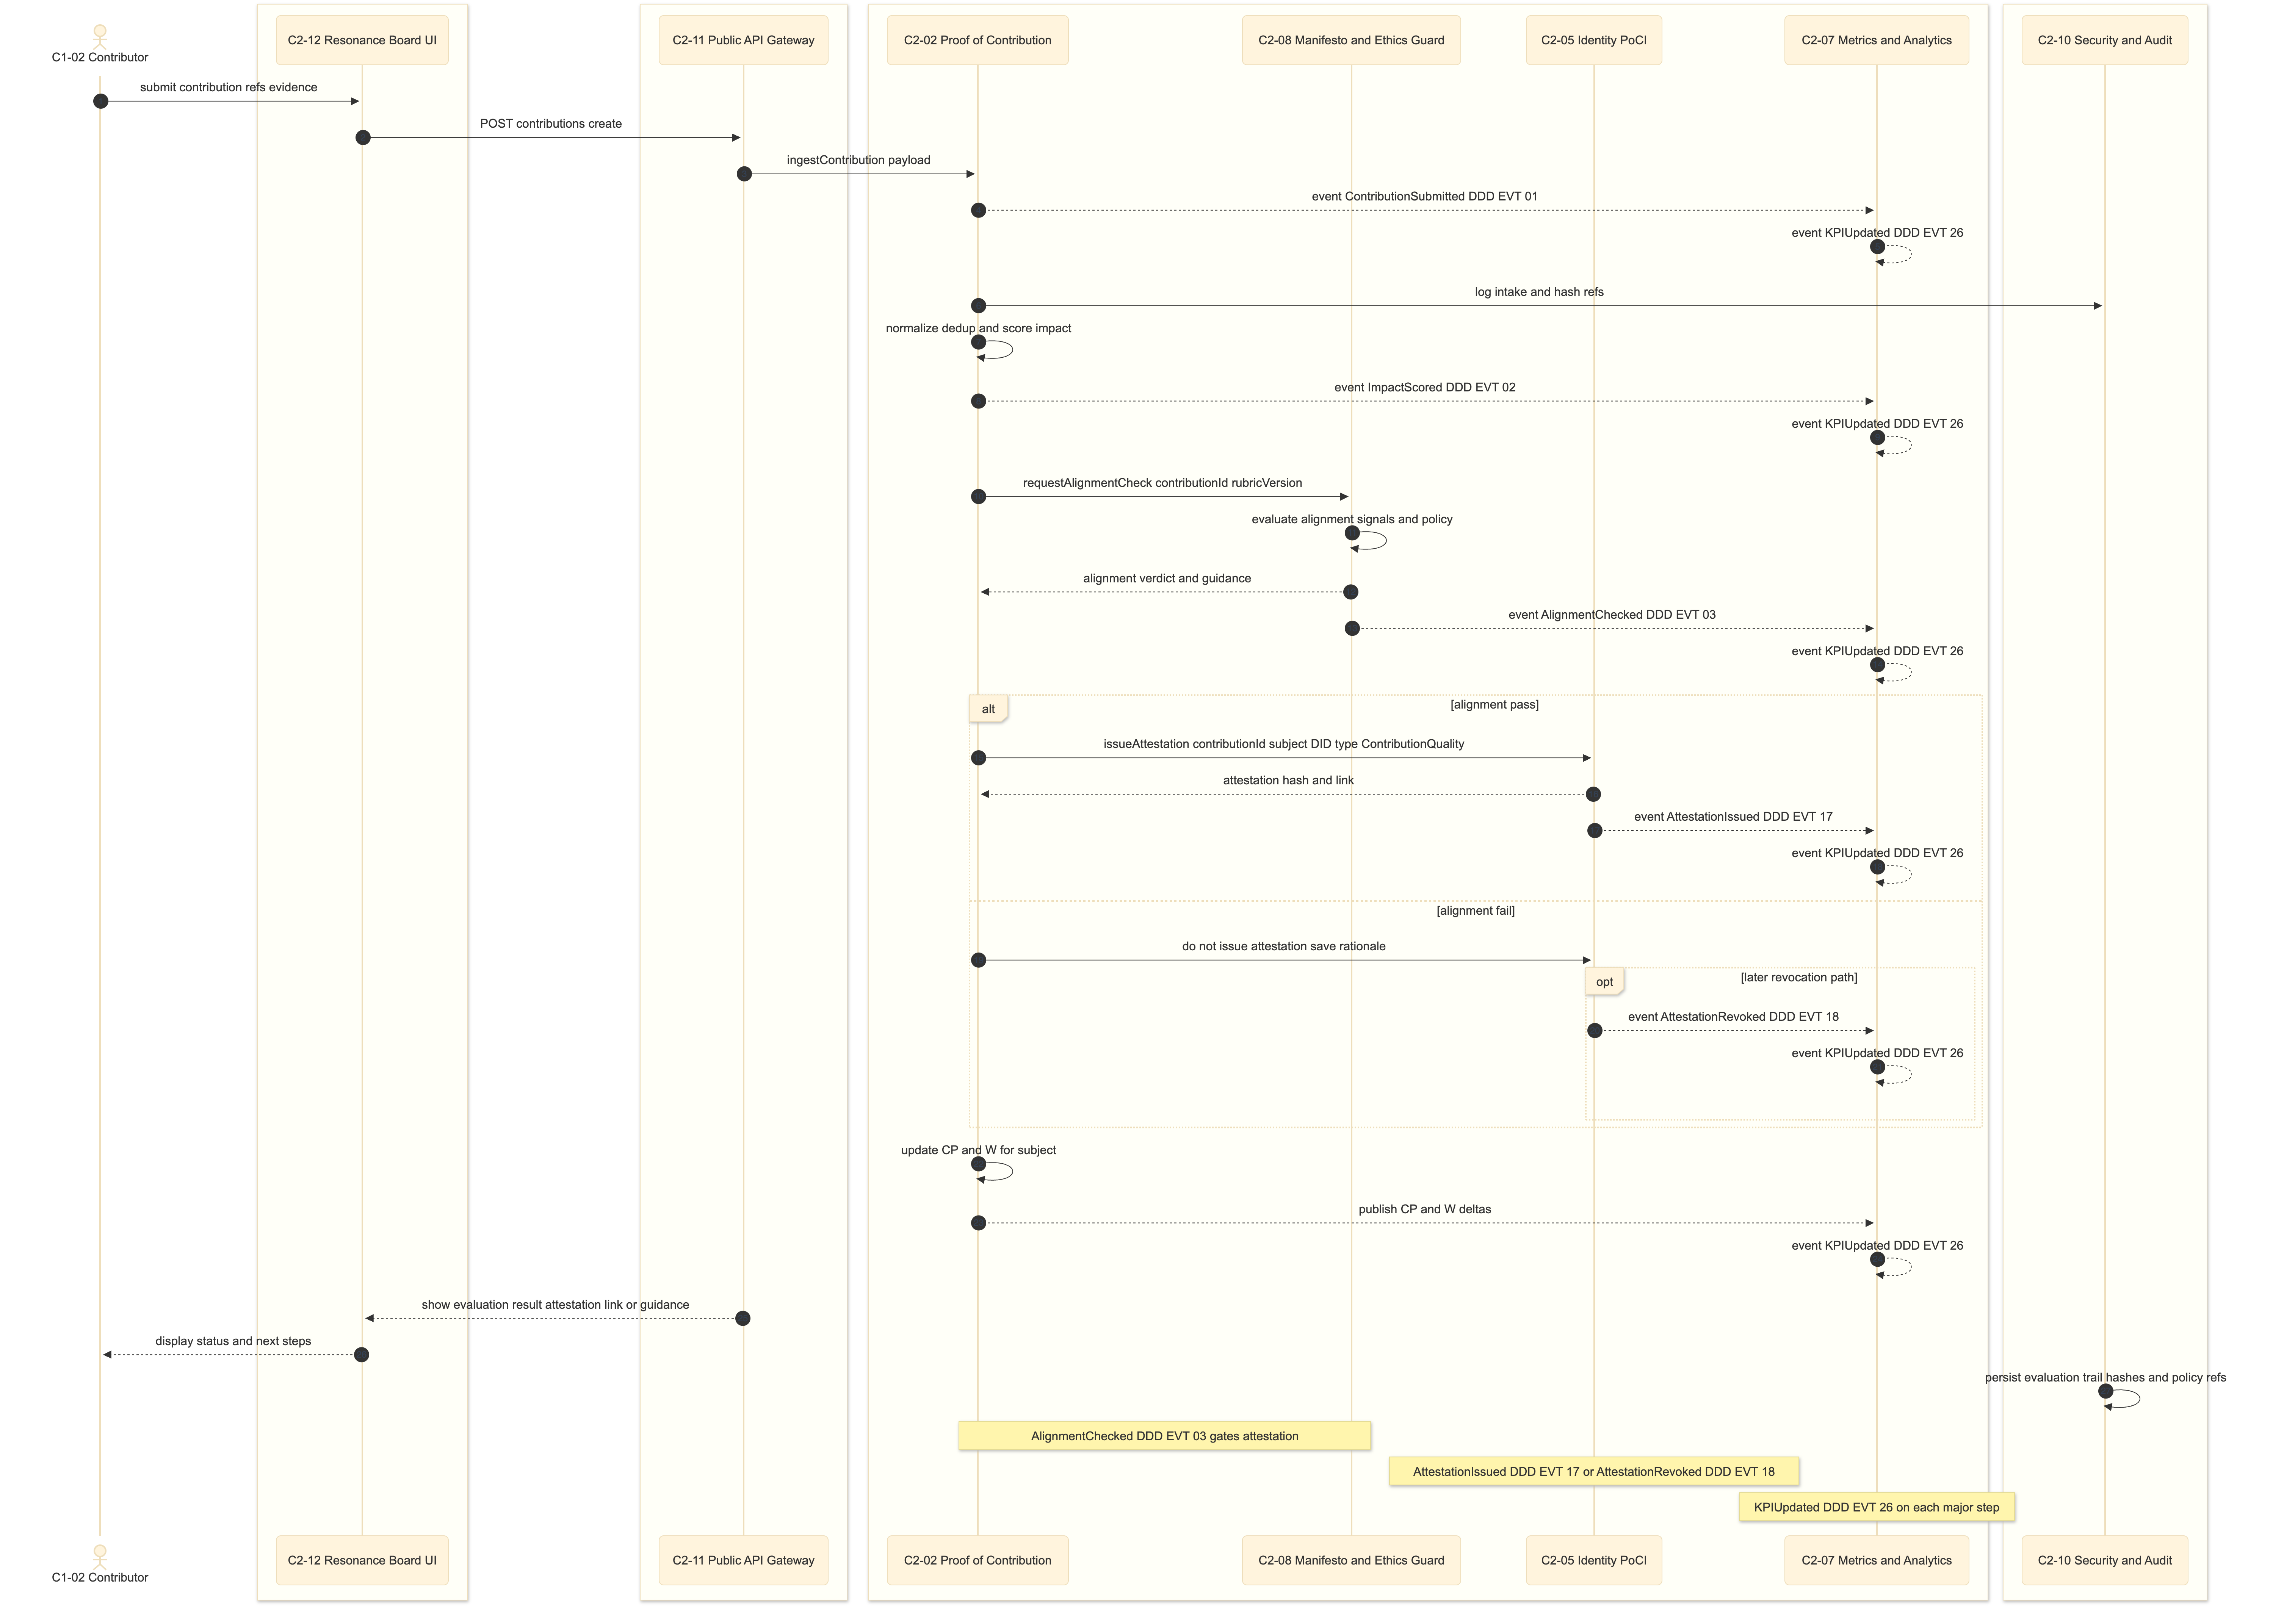 C1-02 Contributor
C2-12 Resonance Board UI
C2-11 Public API Gateway
C2-02 Proof of Contribution
C2-08 Manifesto and Ethics Guard
C2-05 Identity PoCI
C2-07 Metrics and Analytics
C2-10 Security and Audit
submit contribution refs evidence
POST contributions create
ingestContribution payload
event ContributionSubmitted DDD EVT 01
event KPIUpdated DDD EVT 26
log intake and hash refs
normalize dedup and score impact
event ImpactScored DDD EVT 02
event KPIUpdated DDD EVT 26
requestAlignmentCheck contributionId rubricVersion
evaluate alignment signals and policy
alignment verdict and guidance
event AlignmentChecked DDD EVT 03
event KPIUpdated DDD EVT 26
alt
[alignment pass]
issueAttestation contributionId subject DID type ContributionQuality
attestation hash and link
event AttestationIssued DDD EVT 17
event KPIUpdated DDD EVT 26
[alignment fail]
do not issue attestation save rationale
opt
[later revocation path]
event AttestationRevoked DDD EVT 18
event KPIUpdated DDD EVT 26
update CP and W for subject
publish CP and W deltas
event KPIUpdated DDD EVT 26
show evaluation result attestation link or guidance
display status and next steps
persist evaluation trail hashes and policy refs
AlignmentChecked DDD EVT 03 gates attestation
AttestationIssued DDD EVT 17 or AttestationRevoked DDD EVT 18
KPIUpdated DDD EVT 26 on each major step
C1-02 Contributor
C2-12 Resonance Board UI
C2-11 Public API Gateway
C2-02 Proof of Contribution
C2-08 Manifesto and Ethics Guard
C2-05 Identity PoCI
C2-07 Metrics and Analytics
C2-10 Security and Audit